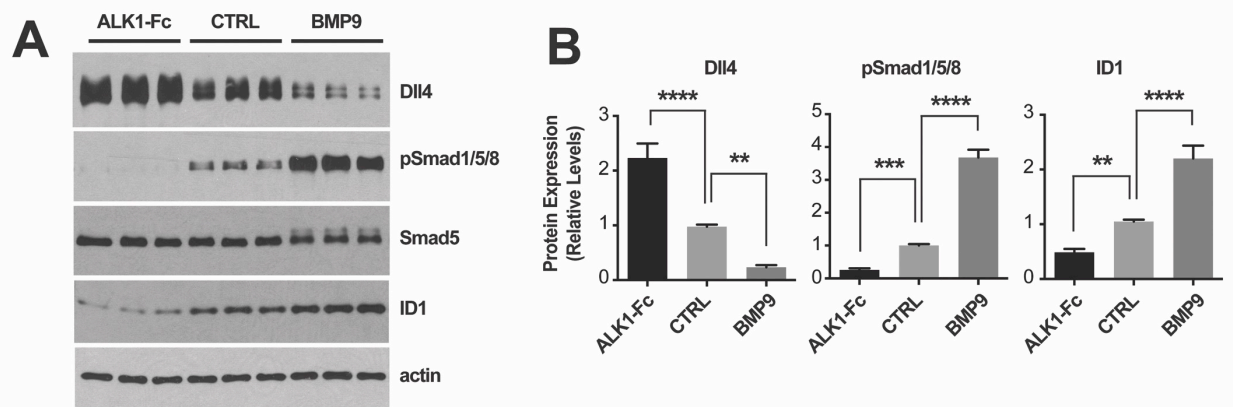 A
ALK1-Fc CTRL BMP9
Dll4
pSmad1/5/8
Smad5
ID1
actin
B
Dll4 pSmad1/5/8 ID1
Protein Expression
(Relative Levels)
3
2
1
0
**** **
ALK1-Fc CTRL BMP9
5
4
3
2
1
0
*** ****
ALK1-Fc CTRL BMP9
3
2
1
0
** ****
ALK1-Fc CTRL BMP9